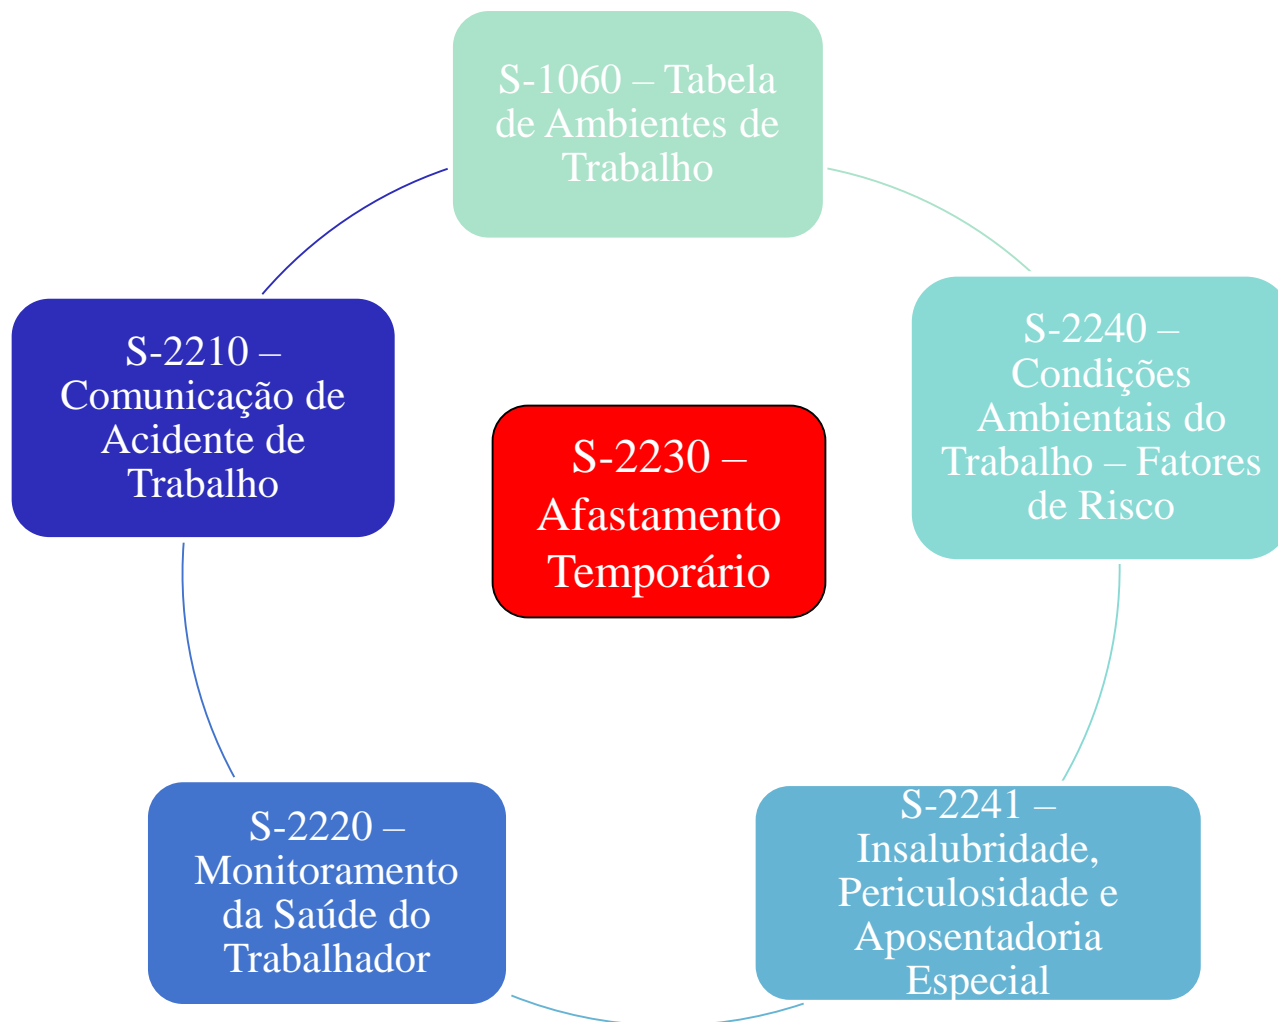 S-1060 – Tabela
de Ambientes de
Trabalho
S-2240 –
Condições
Ambientais do
Trabalho – Fatores
de Risco
S-2241 –
Insalubridade,
Periculosidade e
Aposentadoria
Especial
S-2220 –
Monitoramento
da Saúde do
Trabalhador
S-2210 –
Comunicação de
Acidente de
Trabalho
S-2230 –
Afastamento
Temporário